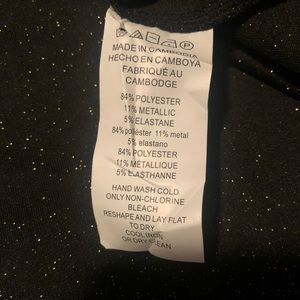 MADE IN CAMBODIA
HECHO EN CAMBOYA
FABRIQUÉ AU
CAMBODGE
84% POLYESTER
11% METALLIC
5% ELASTANE
84% poliéster 11% metal
5% elastano
84% POLYESTER
11% MÉTALLIQUE
5% ÉLASTHANNE
HAND WASH COLD
ONLY NON-CHLORINE
BLEACH
RESHAPE AND LAY FLAT
TO DRY
COOL IRON
OR DRY CLEAN